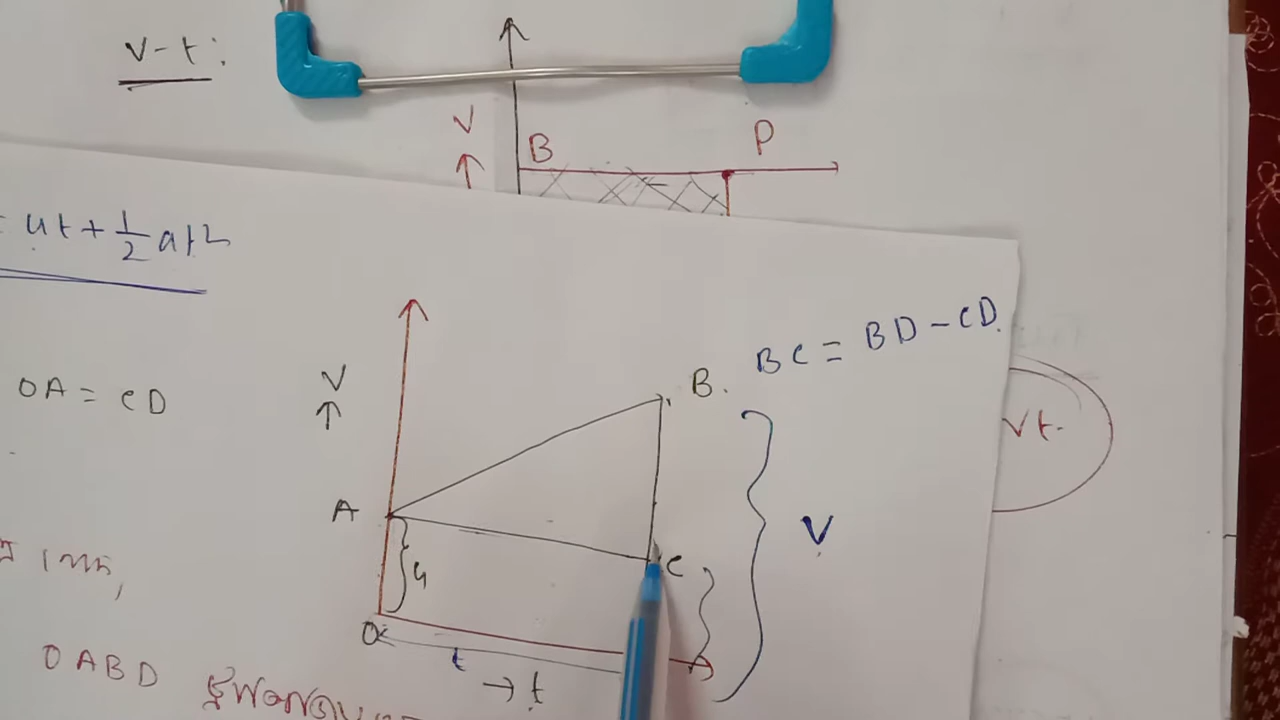 V-t:
V
↑
B
P
= ut + 1/2 at2
BC = BD - CD.
V
↑
B.
OA = CD
Vt.
A
u
V
C
O
t
D
→ t
OABD